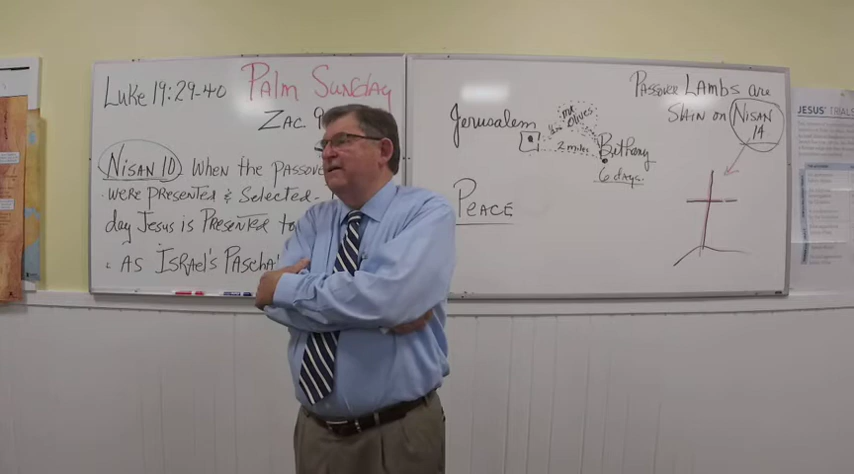 Luke 19:29-40
Palm Sunday
Zac 9
Nisan 10 When the Passov
were Presented & Selected-
day Jesus is Presented to
As Israel's Pascha
Jerusalem
mt
Olives
2 miles
Bethany
6 days.
Peace
Passover Lambs are
Slain on Nisan
14
JESUS' TRIALS